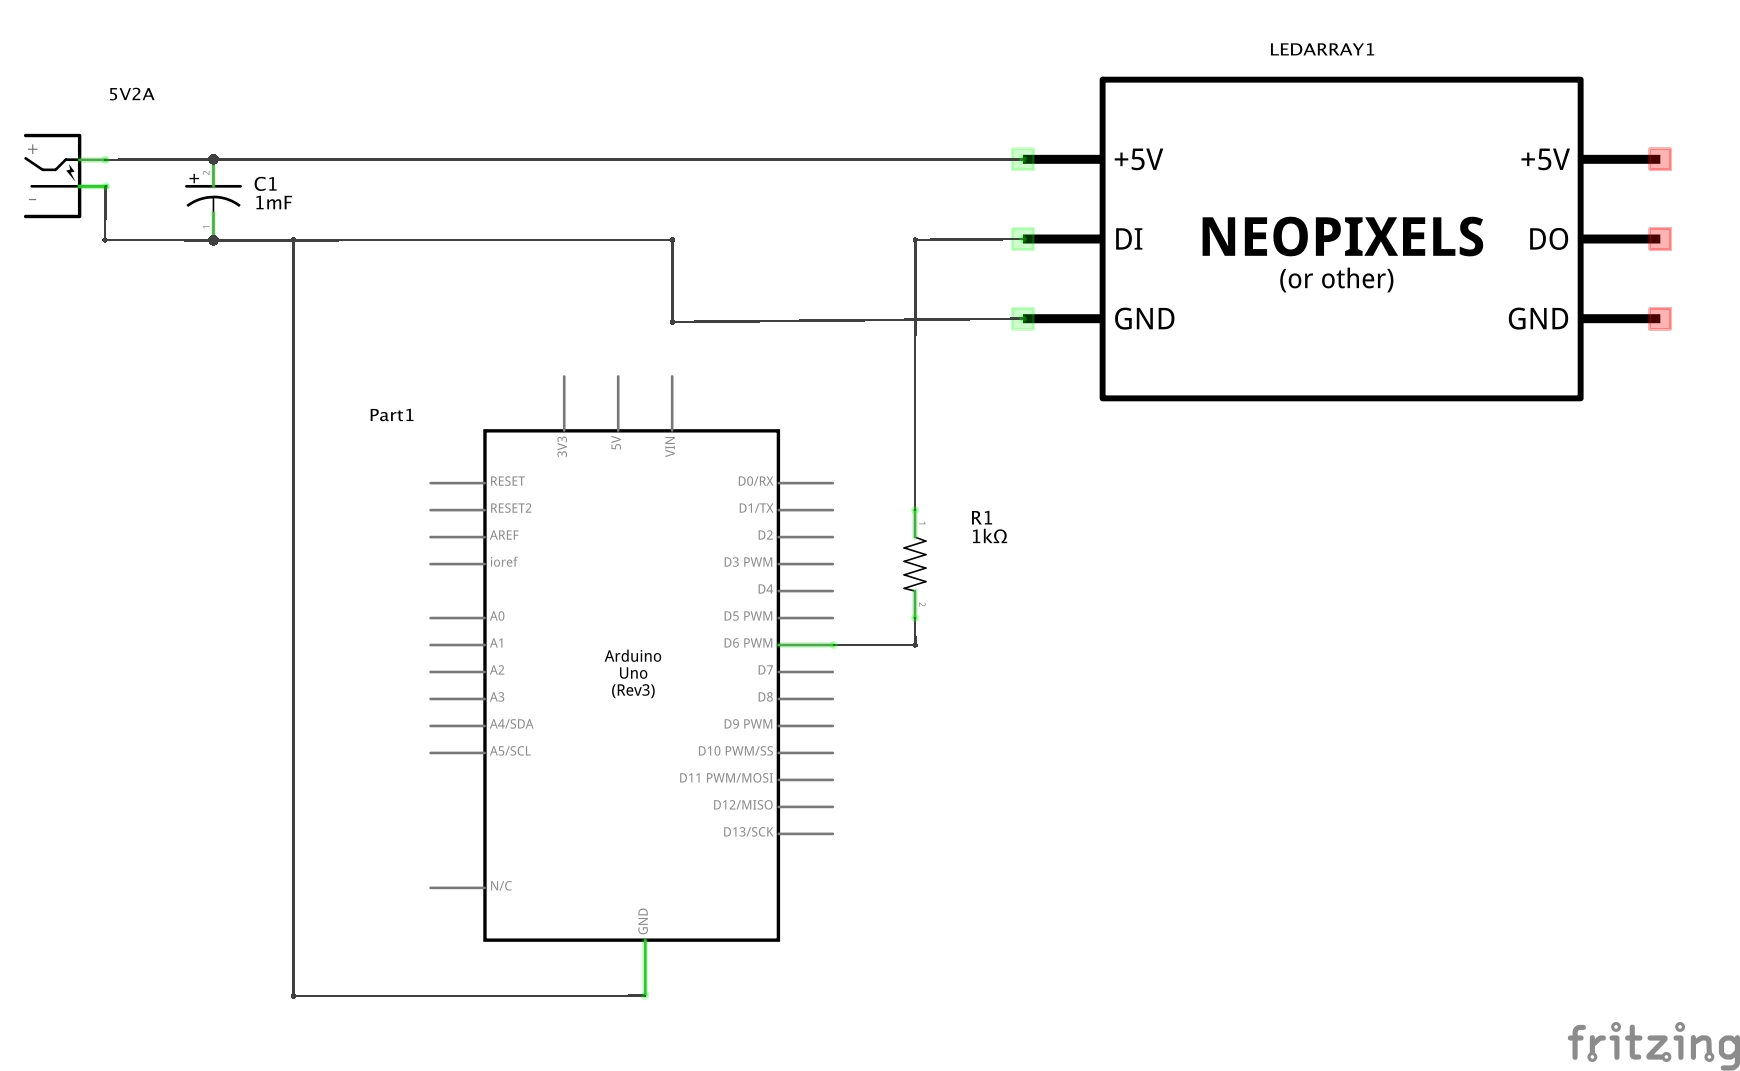 LEDARRAY1
5V2A
+
-
+
2
C1
1mF
1
+5V
DI
GND
NEOPIXELS
(or other)
+5V
DO
GND
Part1
3V3
5V
VIN
RESET
RESET2
AREF
ioref
A0
A1
A2
A3
A4/SDA
A5/SCL
N/C
Arduino
Uno
(Rev3)
D0/RX
D1/TX
D2
D3 PWM
D4
D5 PWM
D6 PWM
D7
D8
D9 PWM
D10 PWM/SS
D11 PWM/MOSI
D12/MISO
D13/SCK
GND
1
R1
1kΩ
2
fritzing